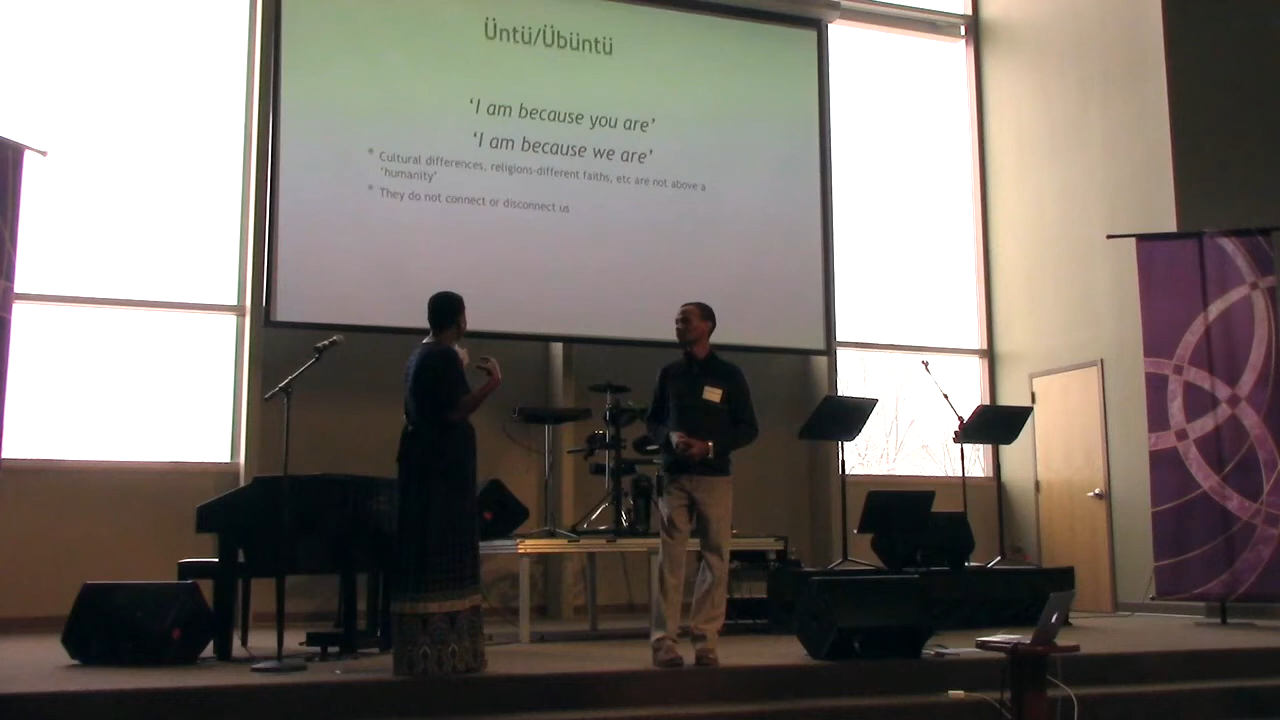 Üntü/Übüntü
‘I am because you are’
‘I am because we are’
* Cultural differences, religions-different faiths, etc are not above a
‘humanity’
* They do not connect or disconnect us